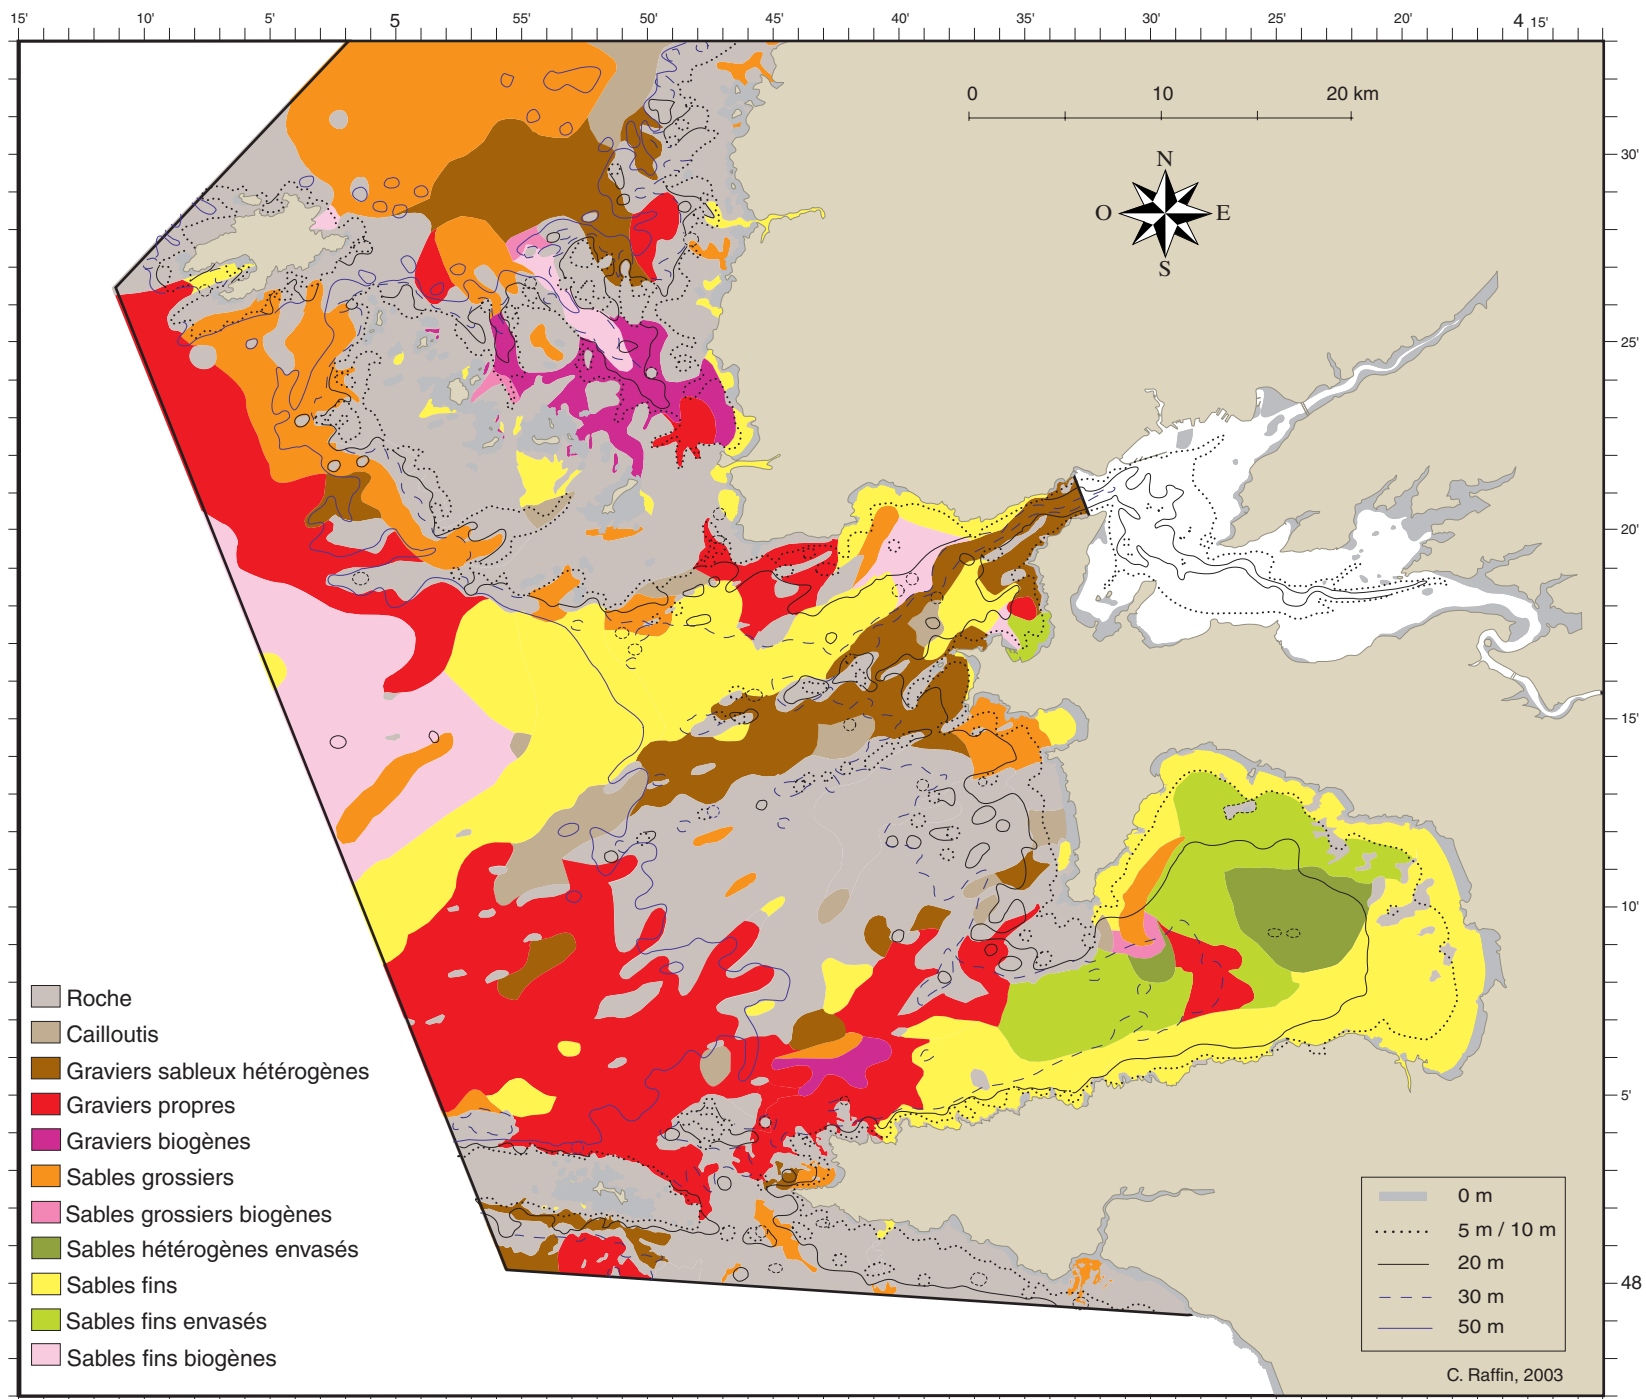 15' 10' 5' 5 55' 50' 45' 40' 35' 30' 25' 20' 4 15'
0 10 20 km
N
O E
S
30'
25'
20'
15'
10'
5'
48
Roche
Cailloutis
Graviers sableux hétérogènes
Graviers propres
Graviers biogènes
Sables grossiers
Sables grossiers biogènes
Sables hétérogènes envasés
Sables fins
Sables fins envasés
Sables fins biogènes
0 m
5 m / 10 m
20 m
30 m
50 m
C. Raffin, 2003